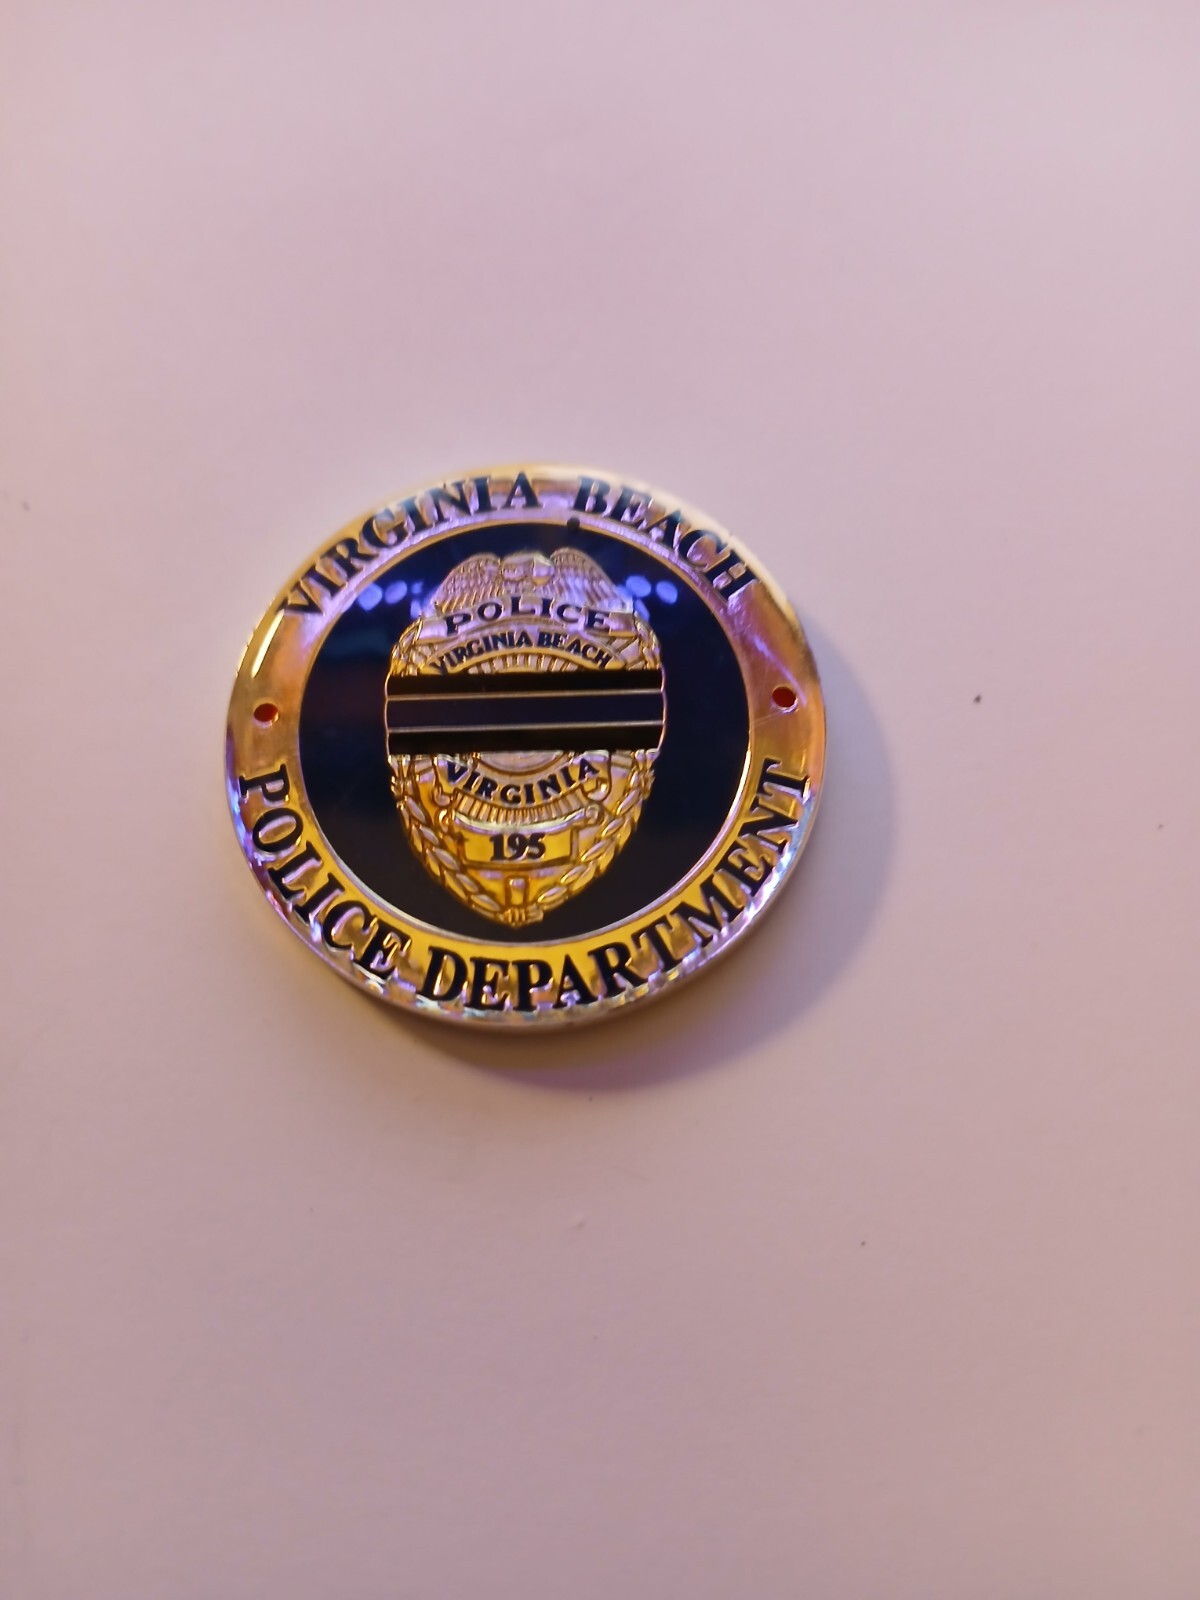 VIRGINIA BEACH
POLICE
VIRGINIA BEACH
VIRGINIA
195
POLICE DEPARTMENT